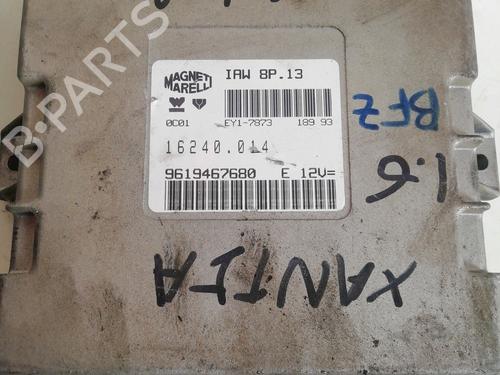 B-PARTS
MAGNETI
MARELLI
IAW 8P.13
0C01 EY1-7873 189 93
16240.014
9619467680 E 12V=
BFZ
1.6
XANTIA